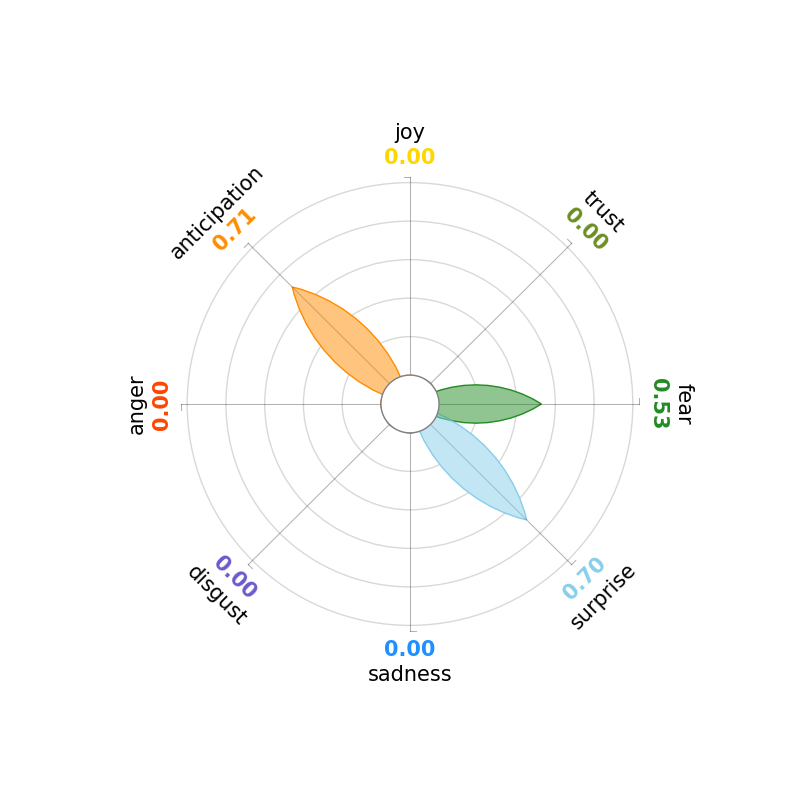 joy
0.00
trust
0.00
fear
0.53
surprise
0.70
sadness
0.00
disgust
0.00
anger
0.00
anticipation
0.71